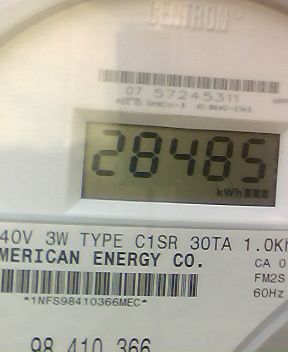 CENTRON®
07 57245311
28485
kWh
40V 3W TYPE C1SR 30TA 1.0K
MERICAN ENERGY CO.
CA 0
FM2S
60Hz
*1NFS98410366MEC*
98 410 366